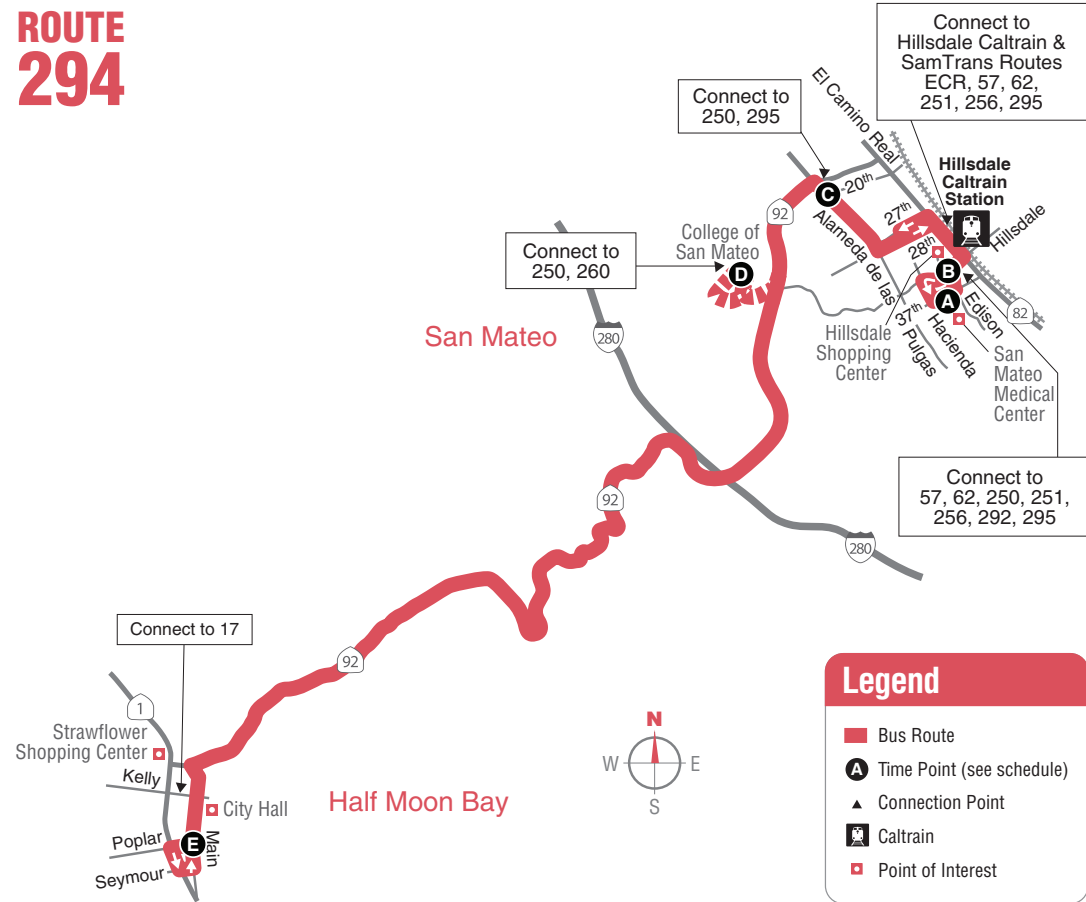 ROUTE
294
Connect to
Hillsdale Caltrain &
SamTrans Routes
ECR, 57, 62,
251, 256, 295
Connect to
250, 295
El Camino Real
Hillsdale
Caltrain
Station
C
20th
92
27th
Hillsdale
College of
San Mateo
Connect to
250, 260
D
Alameda de las Pulgas
28th
B
A
Edison
82
37th
Hacienda
Hillsdale
Shopping
Center
San
Mateo
Medical
Center
San Mateo
280
Connect to
57, 62, 250, 251,
256, 292, 295
92
280
Connect to 17
92
1
Strawflower
Shopping Center
Kelly
City Hall
Half Moon Bay
Poplar
E
Main
Seymour
N
W
E
S
Legend
Bus Route
A
Time Point (see schedule)
Connection Point
Caltrain
Point of Interest